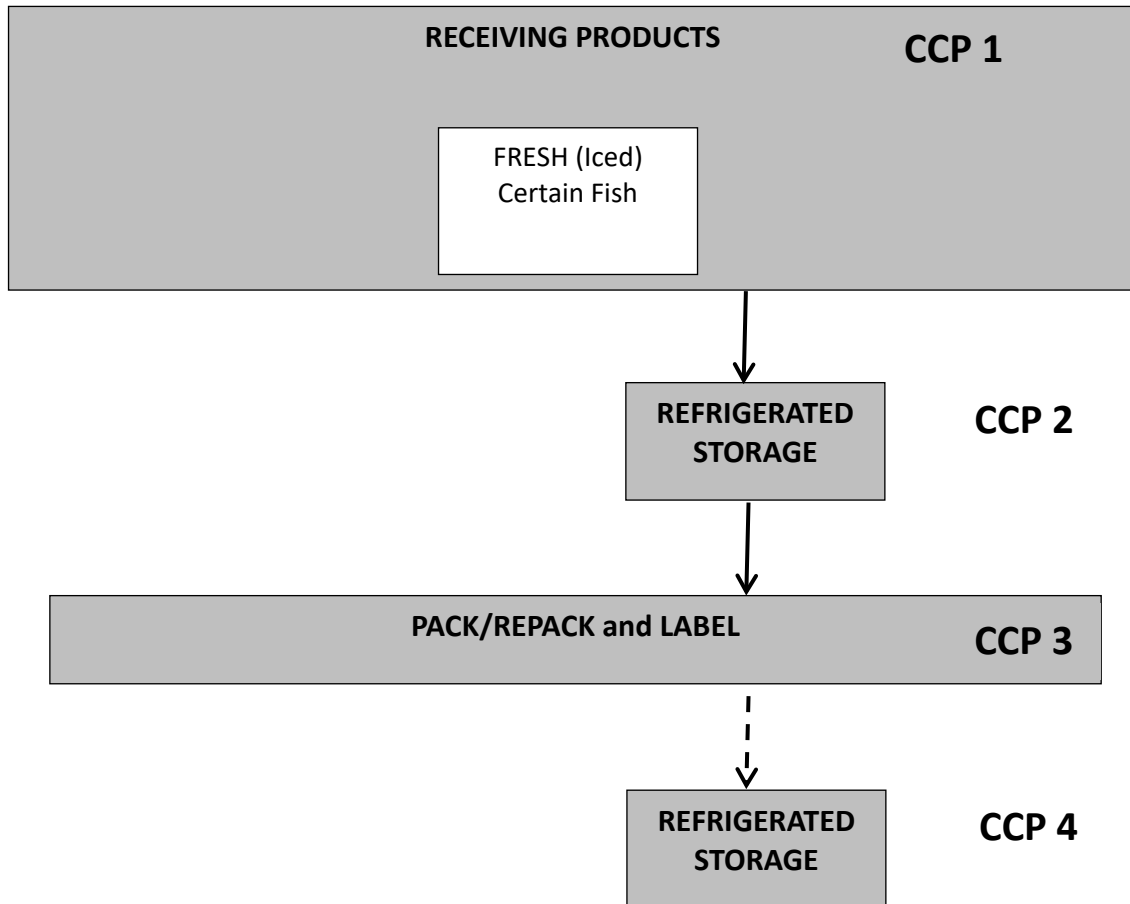 RECEIVING PRODUCTS
CCP 1
FRESH (Iced)
Certain Fish
REFRIGERATED
STORAGE
CCP 2
PACK/REPACK and LABEL
CCP 3
REFRIGERATED
STORAGE
CCP 4